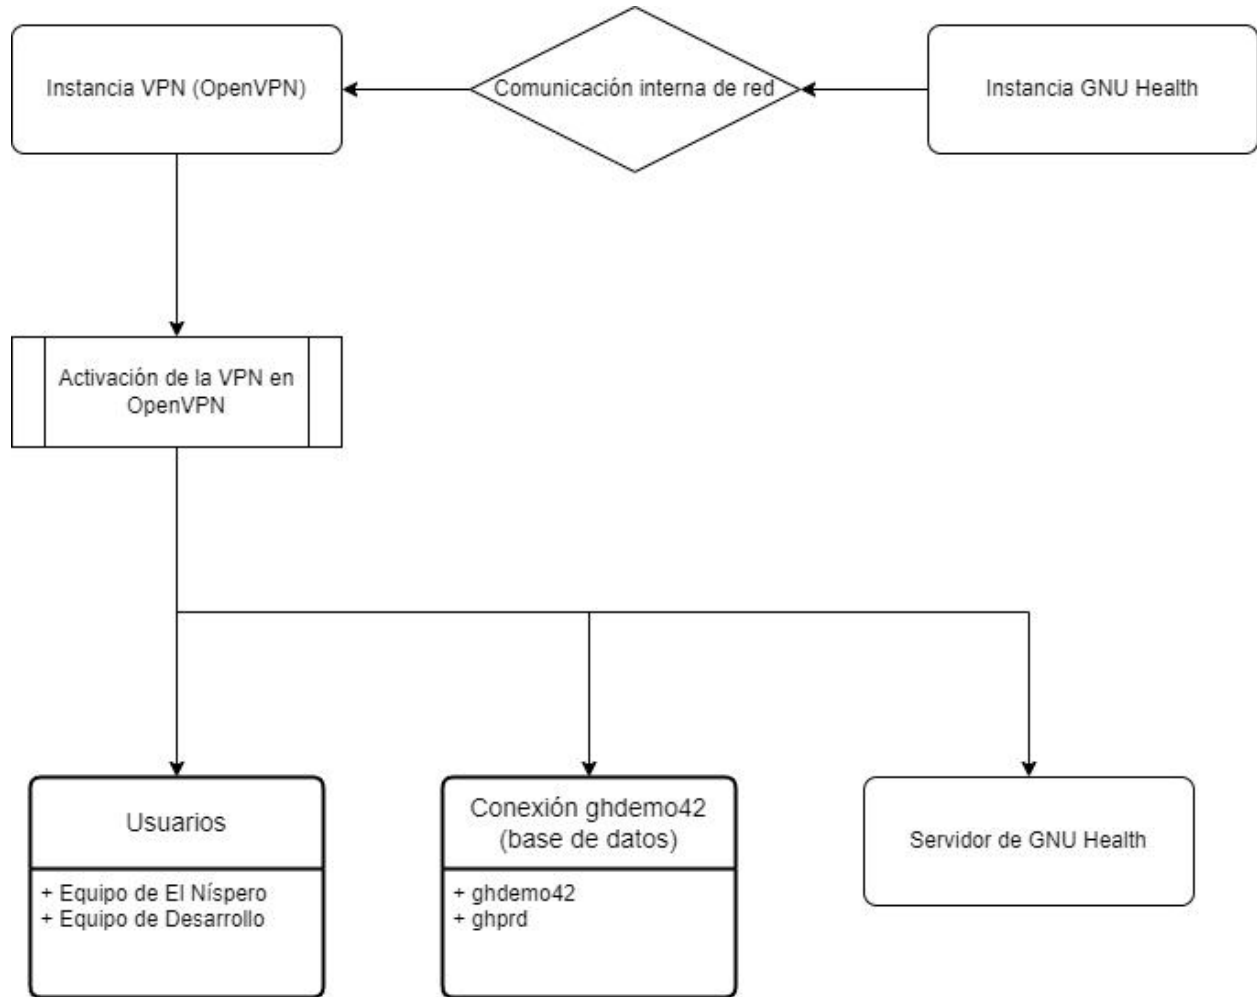 Instancia VPN (OpenVPN)
Comunicación interna de red
Instancia GNU Health
Activación de la VPN en
OpenVPN
Usuarios
+ Equipo de El Níspero
+ Equipo de Desarrollo
Conexión ghdemo42
(base de datos)
+ ghdemo42
+ ghprd
Servidor de GNU Health